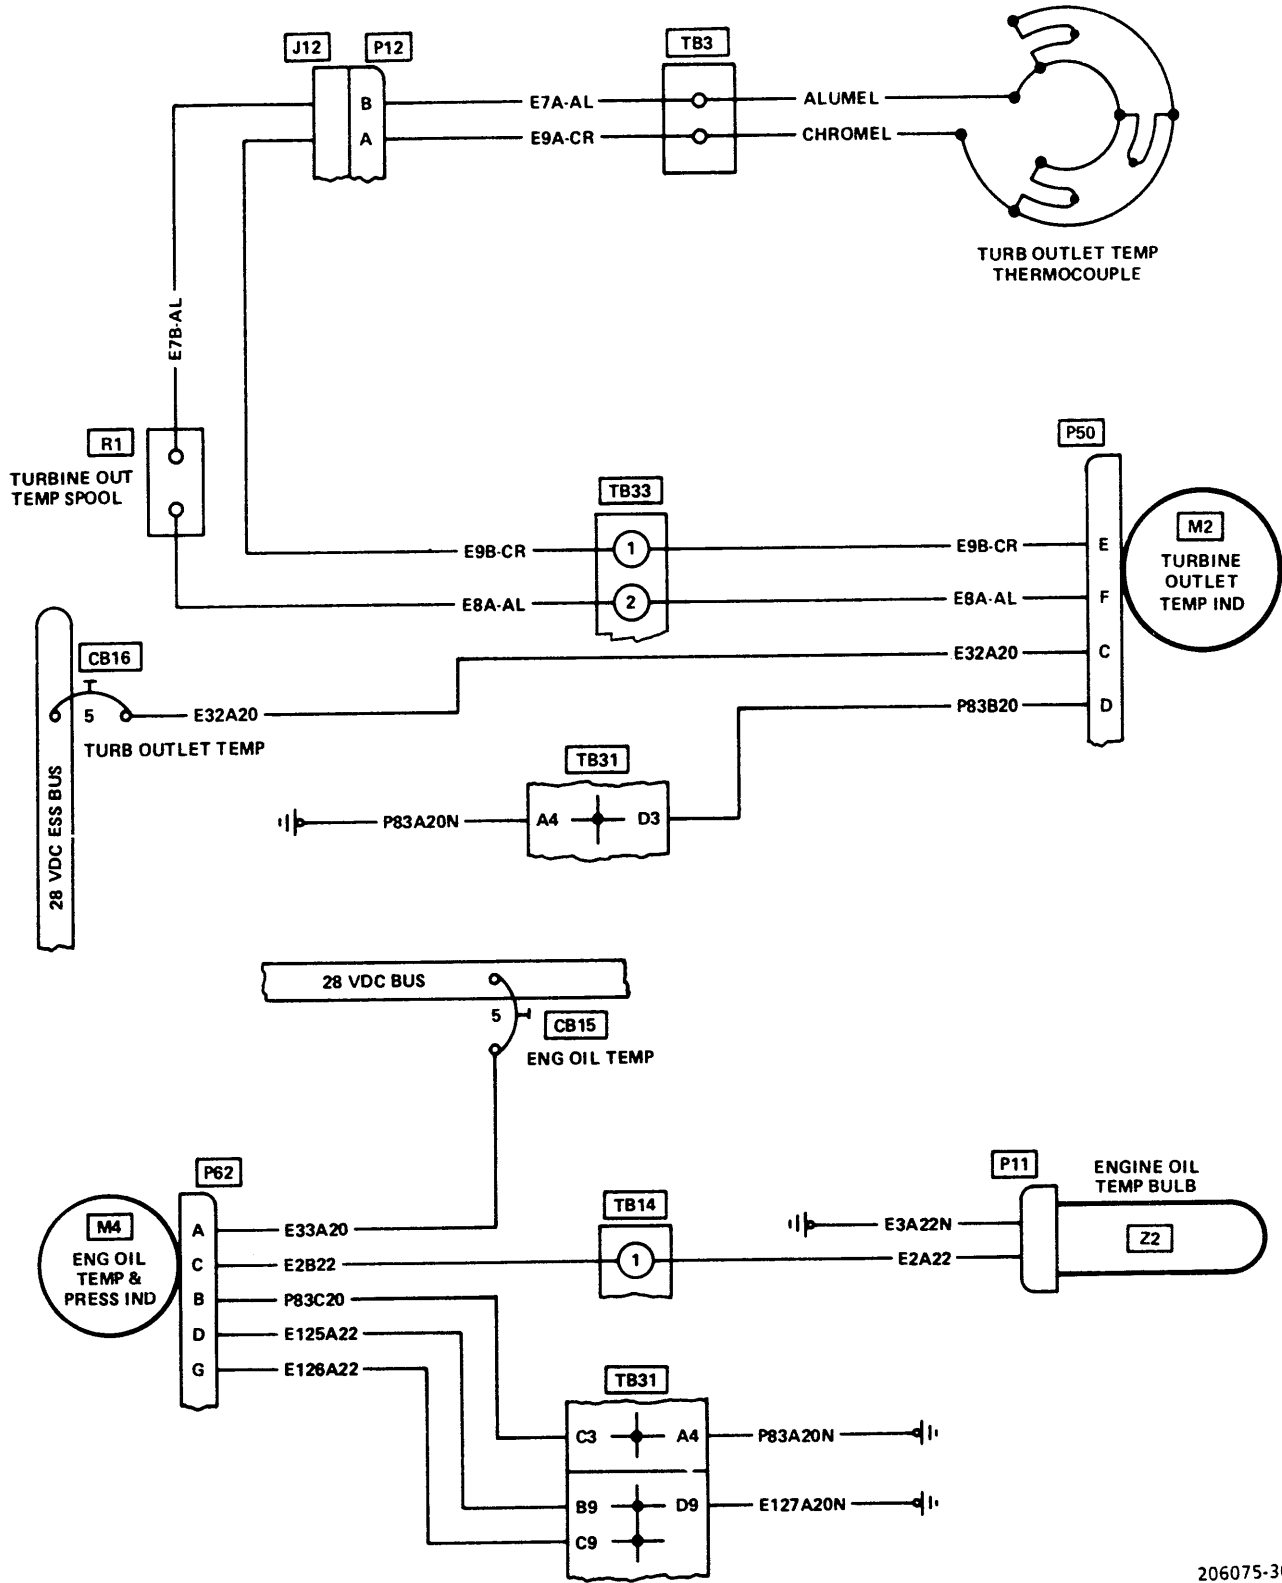 J12 P12 TB3
B E7A-AL ALUMEL
A E9A-CR CHROMEL
TURB OUTLET TEMP
THERMOCOUPLE
E7B-AL
R1
TURBINE OUT
TEMP SPOOL
P50
TB33
M2
TURBINE
OUTLET
TEMP IND
E9B-CR 1 E9B-CR E
E8A-AL 2 E8A-AL F
CB16
E32A20 C
5 E32A20
P83B20 D
TURB OUTLET TEMP
28 VDC ESS BUS
TB31
P83A20N A4 D3
28 VDC BUS
5 CB15
ENG OIL TEMP
P62
P11
ENGINE OIL
TEMP BULB
M4
ENG OIL
TEMP &
PRESS IND
TB14
A E33A20
E3A22N
Z2
C E2B22 1 E2A22
B P83C20
D E125A22
G E126A22
TB31
C3 A4 P83A20N
B9 D9 E127A20N
C9